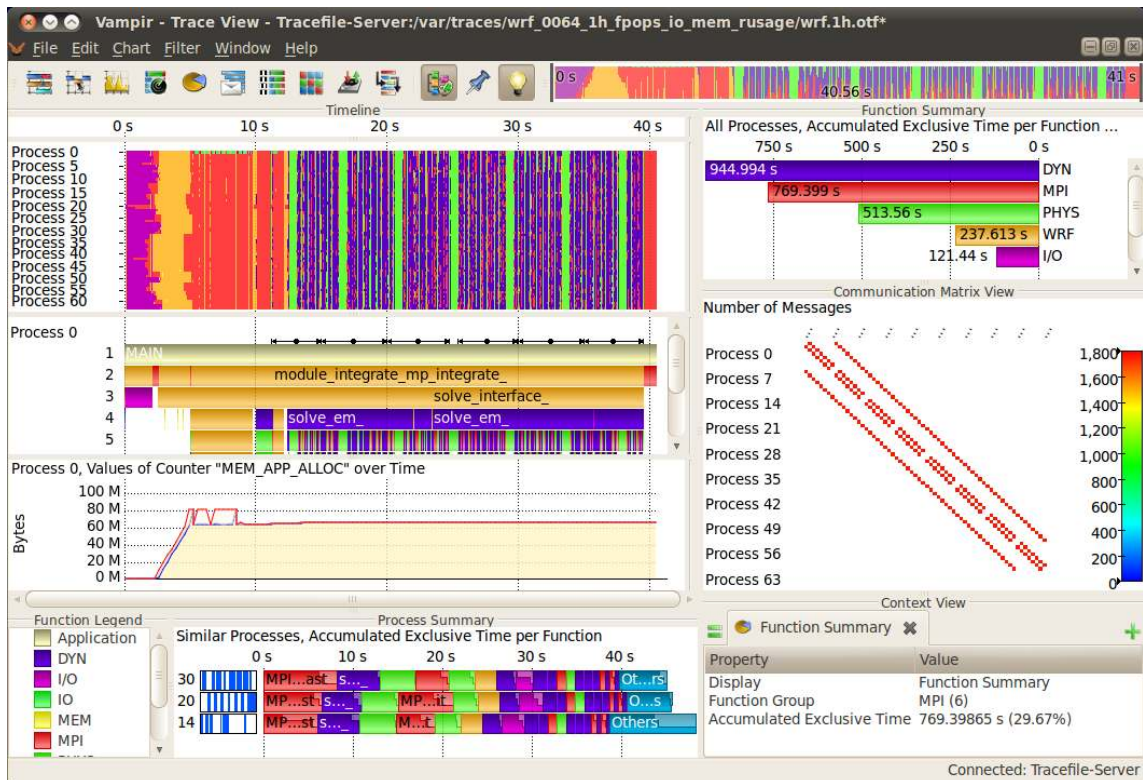 Vampir - Trace View - Tracefile-Server:/var/traces/wrf_0064_1h_fpops_io_mem_rusage/wrf.1h.otf*
File Edit Chart Filter Window Help
0 s 40.56 s 41 s
Timeline
0 s 10 s 20 s 30 s 40 s
Process 0
Process 5
Process 10
Process 15
Process 20
Process 25
Process 30
Process 35
Process 40
Process 45
Process 50
Process 55
Process 60
Process 0
1 MAIN
2 module_integrate_mp_integrate_
3 solve_interface_
4 solve_em_ solve_em_
5
Process 0, Values of Counter "MEM_APP_ALLOC" over Time
Bytes
100 M
80 M
60 M
40 M
20 M
0 M
Function Legend
Application
DYN
I/O
IO
MEM
MPI
Process Summary
Similar Processes, Accumulated Exclusive Time per Function
0 s 10 s 20 s 30 s 40 s
30 MPI...ast s..._ Ot...rs
20 MP...st s..._ MP...it O...s
14 MP...st s..._ M...t Others
Function Summary
All Processes, Accumulated Exclusive Time per Function ...
750 s 500 s 250 s 0 s
944.994 s DYN
769.399 s MPI
513.56 s PHYS
237.613 s WRF
121.44 s I/O
Communication Matrix View
Number of Messages
Process 0
Process 7
Process 14
Process 21
Process 28
Process 35
Process 42
Process 49
Process 56
Process 63
1,800
1,600
1,400
1,200
1,000
800
600
400
200
0
Context View
Function Summary
Property Value
Display Function Summary
Function Group MPI (6)
Accumulated Exclusive Time 769.39865 s (29.67%)
Connected: Tracefile-Server